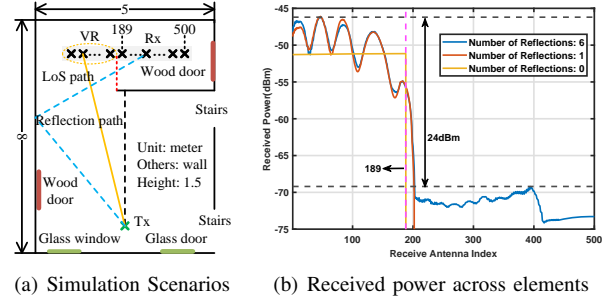 5
VR
189
Rx
500
LoS path
Wood door
Stairs
Reflection path
8
Unit: meter
Others: wall
Height: 1.5
Wood
door
Tx
Stairs
Glass window
Glass door
(a) Simulation Scenarios
-45
-50
-55
-60
-65
-70
-75
Received Power(dBm)
Number of Reflections: 6
Number of Reflections: 1
Number of Reflections: 0
24dBm
189
100
200
300
400
500
Receive Antenna Index
(b) Received power across elements